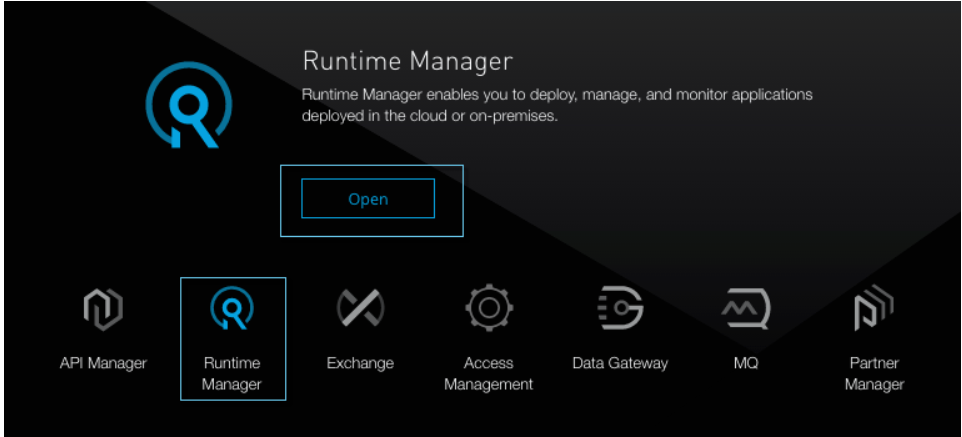 Runtime Manager
Runtime Manager enables you to deploy, manage, and monitor applications
deployed in the cloud or on-premises.
Open
API Manager
Runtime
Manager
Exchange
Access
Management
Data Gateway
MQ
Partner
Manager